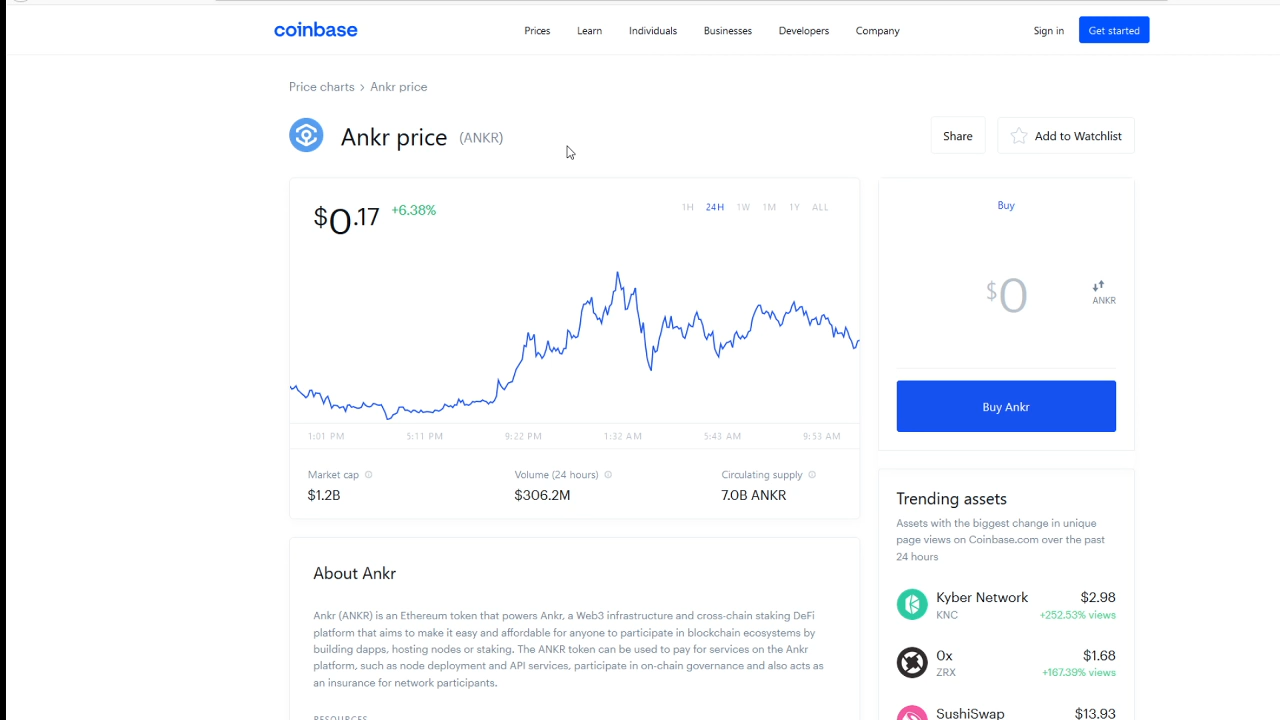 coinbase
Prices Learn Individuals Businesses Developers Company
Sign in Get started
Price charts > Ankr price
Ankr price (ANKR)
Share Add to Watchlist
$0.17 +6.38%
1H 24H 1W 1M 1Y ALL
1:01 PM 5:11 PM 9:22 PM 1:32 AM 5:43 AM 9:53 AM
Market cap Volume (24 hours) Circulating supply
$1.2B $306.2M 7.0B ANKR
Buy
$0
ANKR
Buy Ankr
About Ankr
Ankr (ANKR) is an Ethereum token that powers Ankr, a Web3 infrastructure and cross-chain staking DeFi
platform that aims to make it easy and affordable for anyone to participate in blockchain ecosystems by
building dapps, hosting nodes or staking. The ANKR token can be used to pay for services on the Ankr
platform, such as node deployment and API services, participate in on-chain governance and also acts as
an insurance for network participants.
RESOURCES
Trending assets
Assets with the biggest change in unique
page views on Coinbase.com over the past
24 hours
Kyber Network $2.98
KNC +252.53% views
0x $1.68
ZRX +167.39% views
SushiSwap $13.93